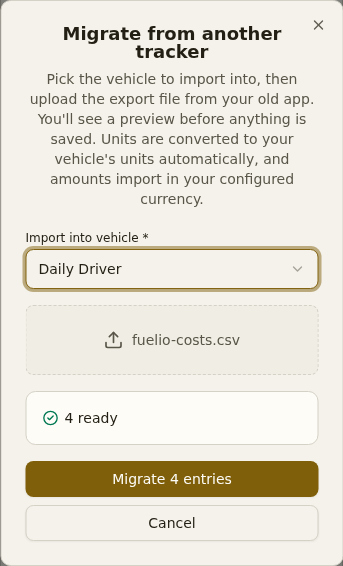 Migrate from another
tracker
Pick the vehicle to import into, then
upload the export file from your old app.
You'll see a preview before anything is
saved. Units are converted to your
vehicle's units automatically, and
amounts import in your configured
currency.
Import into vehicle *
Daily Driver
fuelio-costs.csv
4 ready
Migrate 4 entries
Cancel